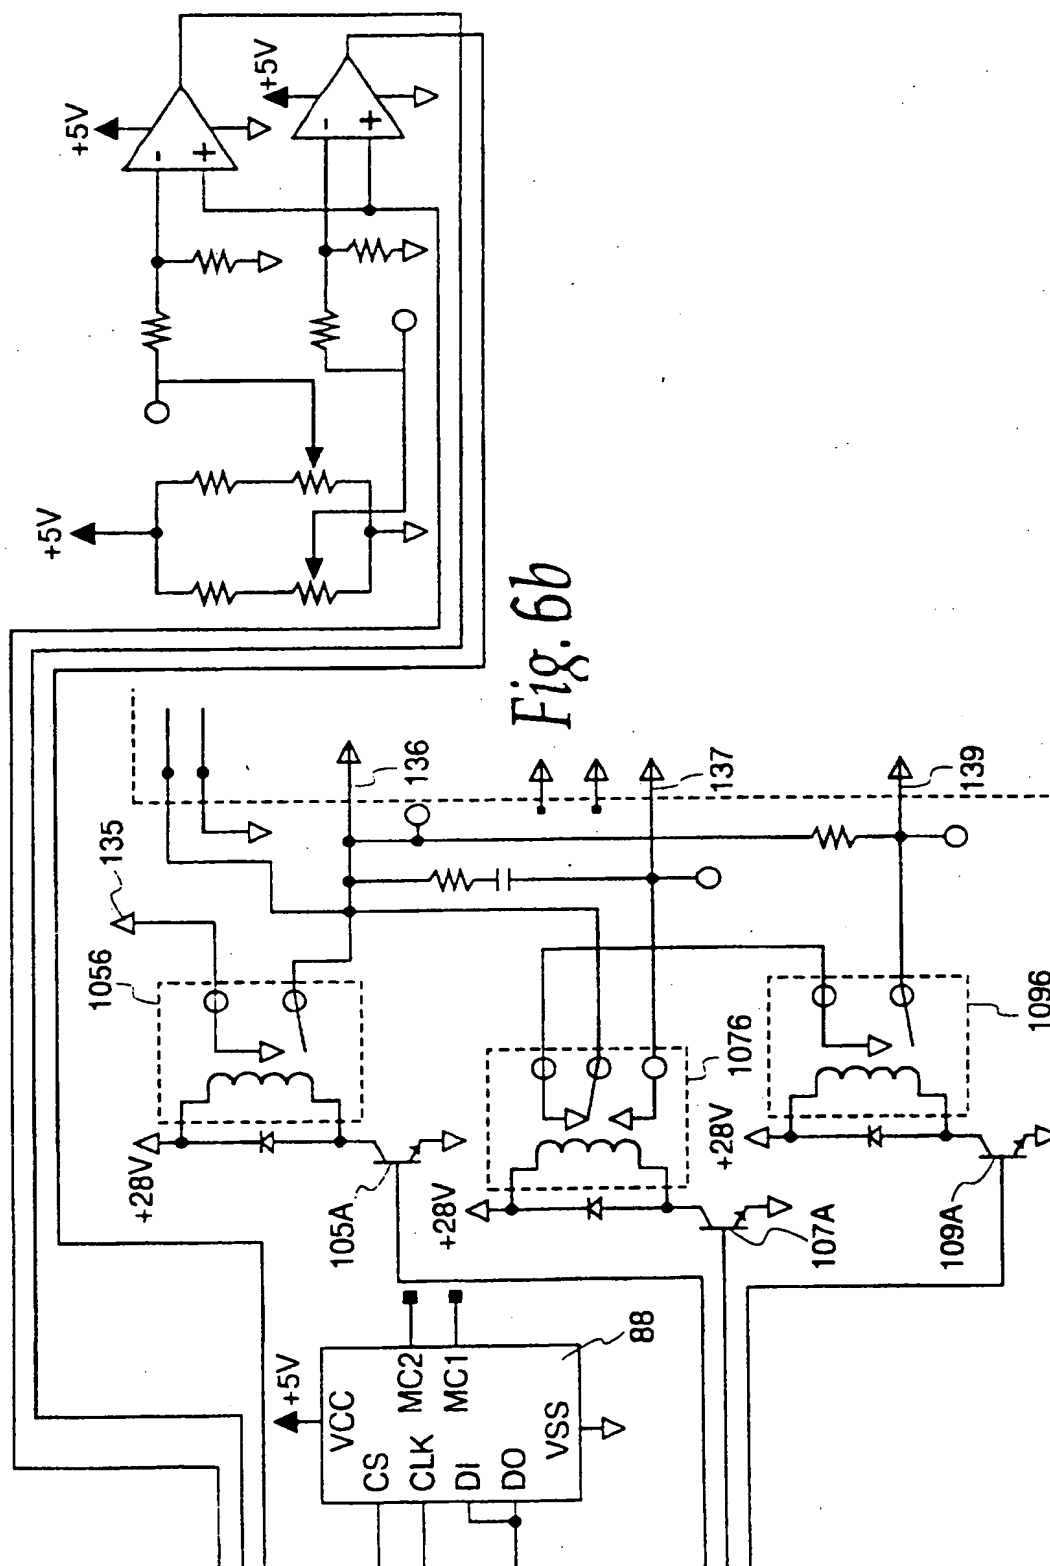 +5V
+5V
+5V
Fig. 6b
135
136
137
139
1056
1076
1096
+28V
+28V
+28V
105A
107A
109A
+5V
VCC
CS
CLK
DI
DO
MC2
MC1
VSS
88
-
+
-
+